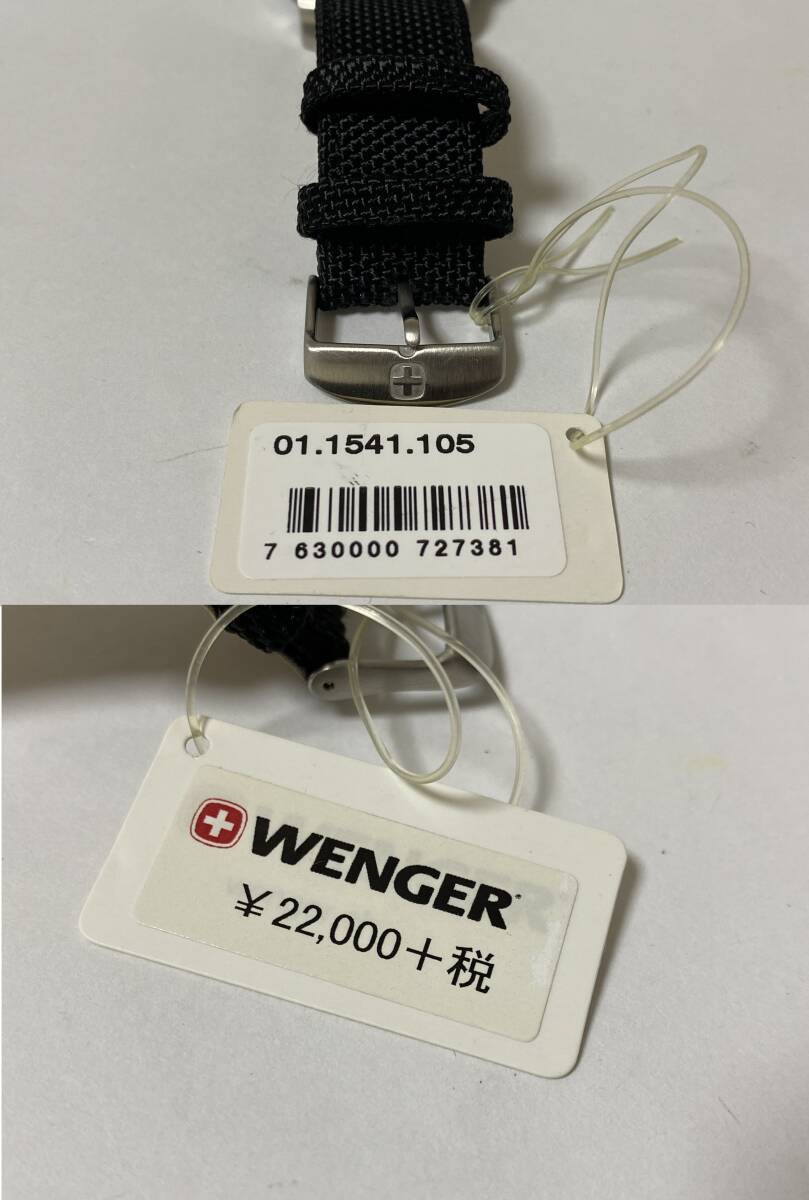 01.1541.105
7 630000 727381
WENGER
¥22,000+税